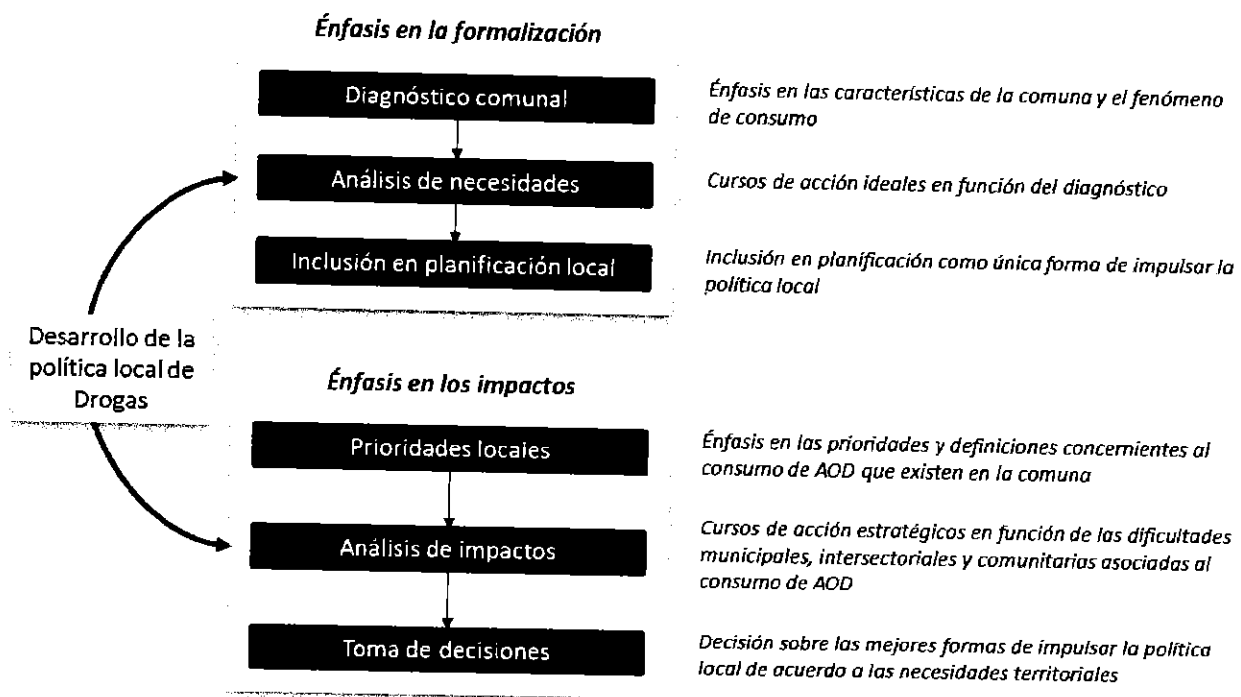 Énfasis en la formalización
Diagnóstico comunal
Énfasis en las características de la comuna y el fenómeno
de consumo
Análisis de necesidades
Cursos de acción ideales en función del diagnóstico
Inclusión en planificación local
Inclusión en planificación como única forma de impulsar la
política local
Desarrollo de la
política local de
Drogas
Énfasis en los impactos
Prioridades locales
Énfasis en las prioridades y definiciones concernientes al
consumo de AOD que existen en la comuna
Análisis de impactos
Cursos de acción estratégicos en función de las dificultades
municipales, intersectoriales y comunitarias asociadas al
consumo de AOD
Toma de decisiones
Decisión sobre las mejores formas de impulsar la política
local de acuerdo a las necesidades territoriales